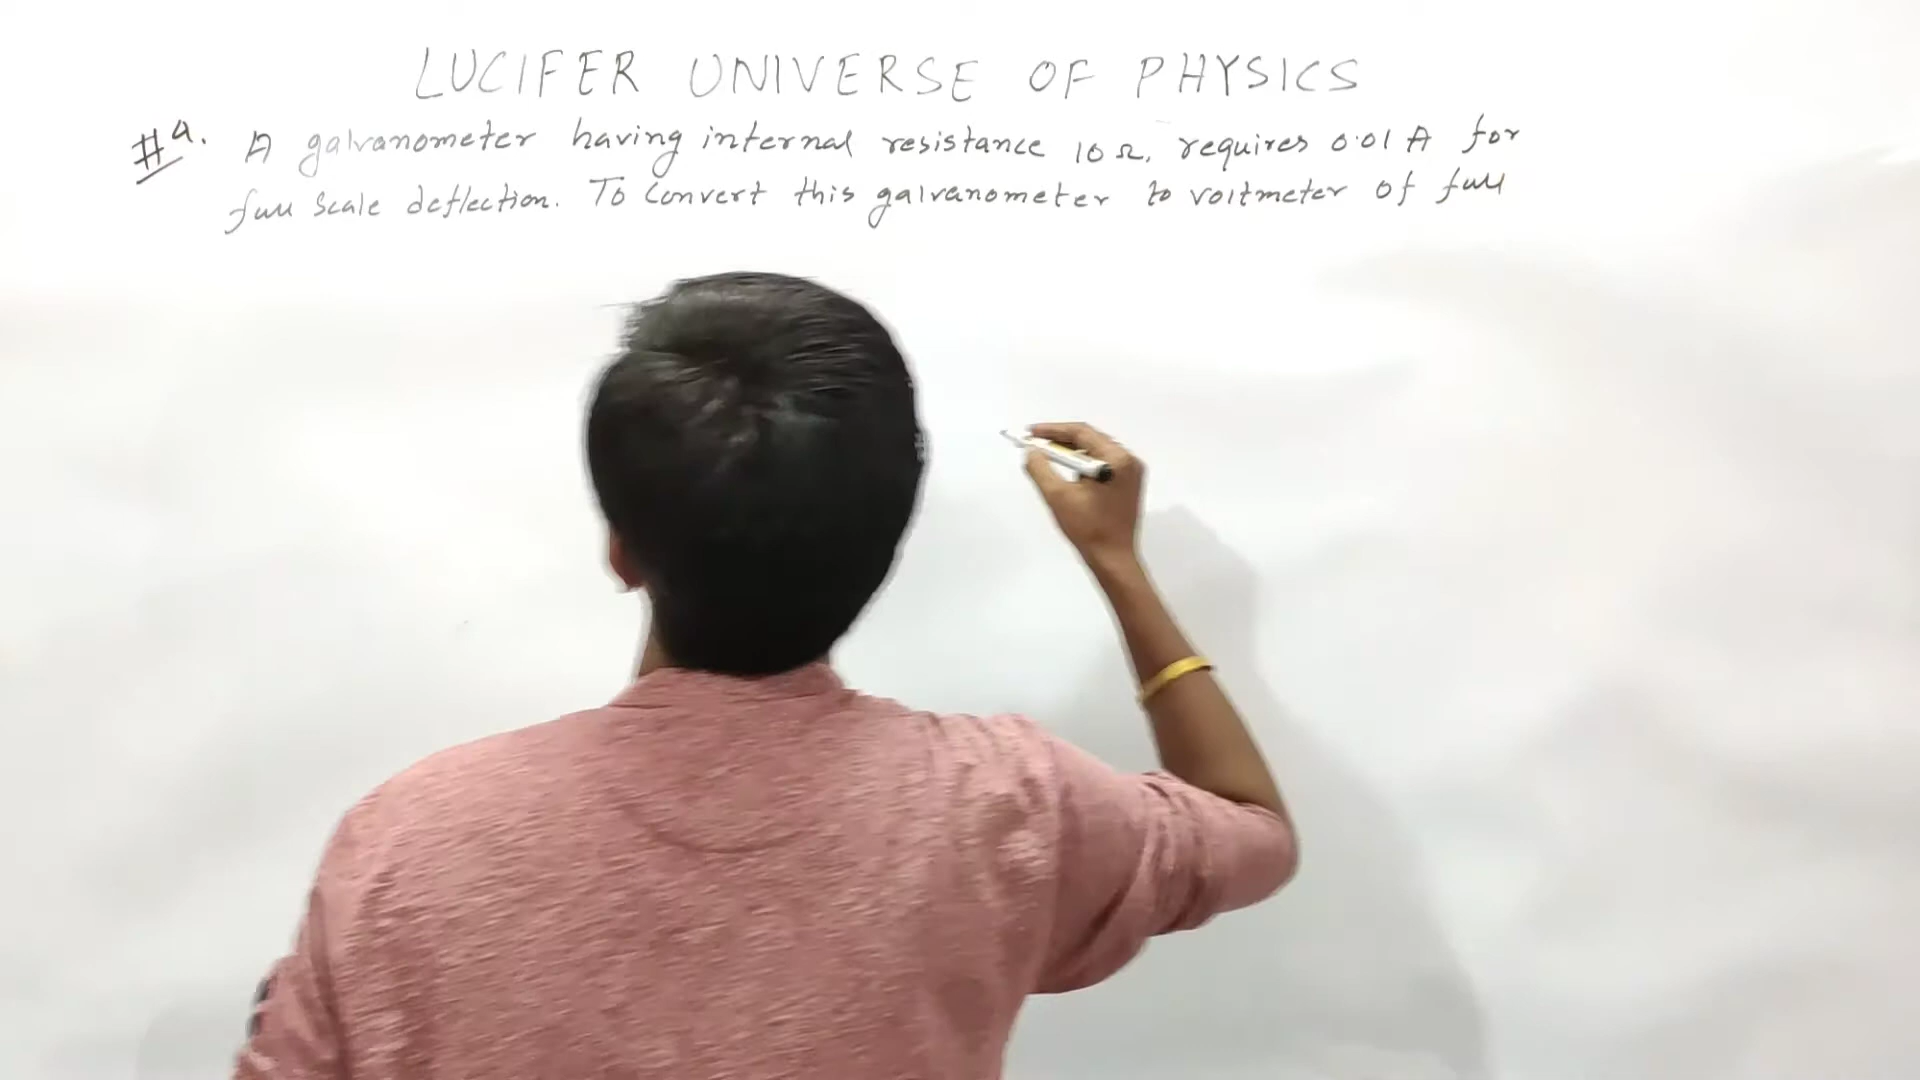 LUCIFER UNIVERSE OF PHYSICS
#Q. A galvanometer having internal resistance 10 Ω, requires 0.01 A for
full scale deflection. To convert this galvanometer to voltmeter of full